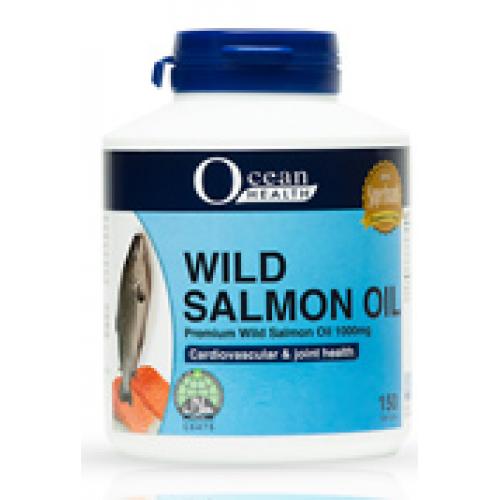 Ocean
HEALTH
WILD
SALMON OIL
Premium Wild Salmon Oil 1000mg
Cardiovascular & joint health
150